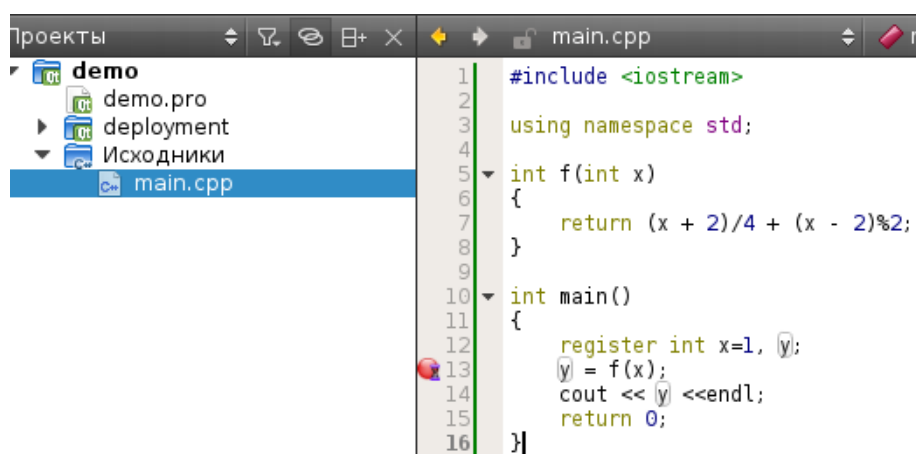 Проекты
demo
demo.pro
deployment
Исходники
main.cpp
main.cpp
1 #include <iostream>
2
3 using namespace std;
4
5 int f(int x)
6 {
7     return (x + 2)/4 + (x - 2)%2;
8 }
9
10 int main()
11 {
12     register int x=1, y;
13     y = f(x);
14     cout << y <<endl;
15     return 0;
16 }